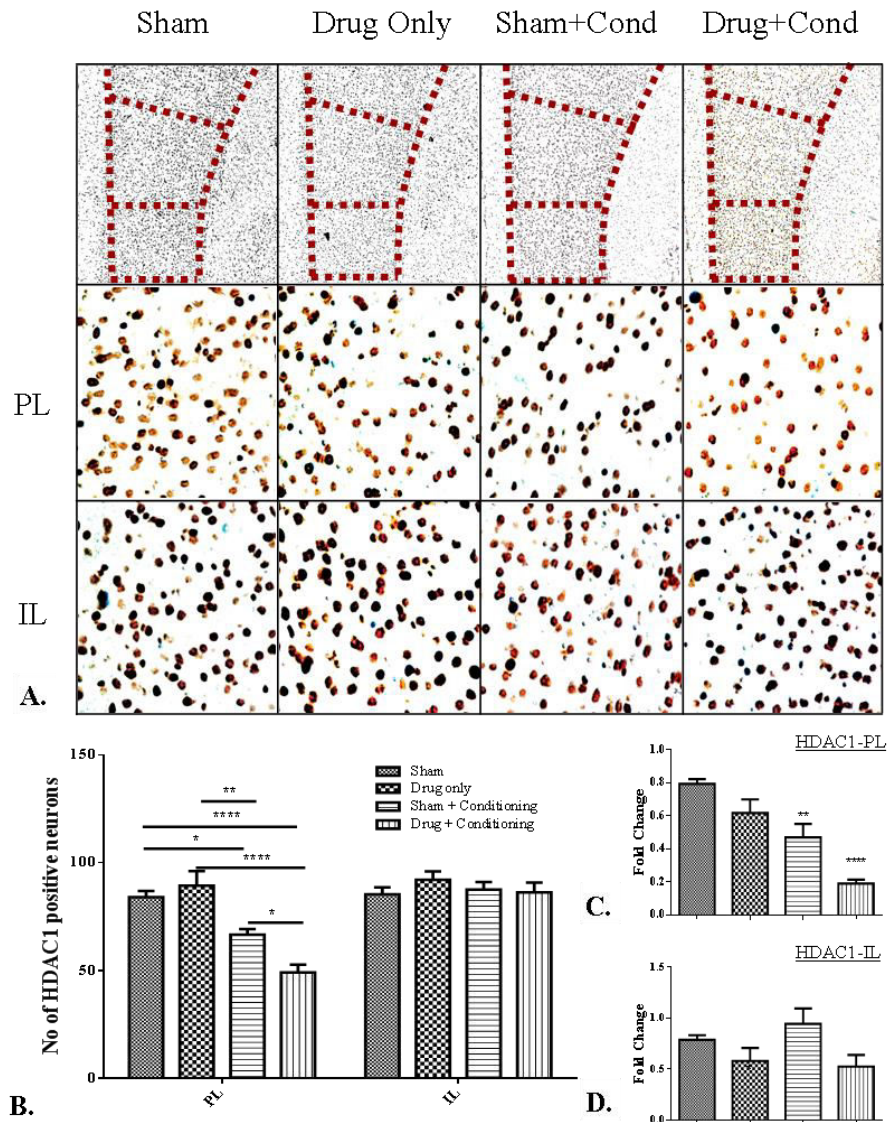 Sham Drug Only Sham+Cond Drug+Cond
PL
IL
A.
No of HDAC1 positive neurons
150
100
50
0
**
****
*
****
*
Sham
Drug only
Sham + Conditioning
Drug + Conditioning
PL IL
B.
HDAC1-PL
Fold Change
1.0
0.8
0.6
0.4
0.2
0.0
**
****
C.
HDAC1-IL
Fold Change
1.5
1.0
0.5
0.0
D.